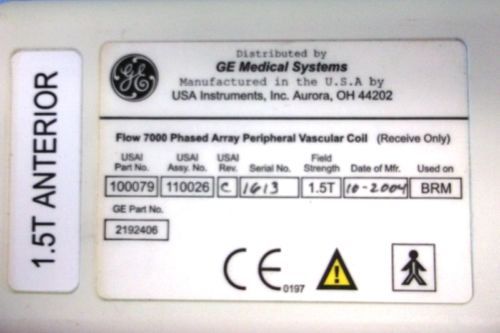 1.5T ANTERIOR
GE
Distributed by
GE Medical Systems
Manufactured in the U.S.A by
USA Instruments, Inc. Aurora, OH 44202
Flow 7000 Phased Array Peripheral Vascular Coil (Receive Only)
USAI Part No. USAI Assy. No. USAI Rev. Serial No. Field Strength Date of Mfr. Used on
100079 110026 C 1613 1.5T 10-2004 BRM
GE Part No.
2192406
CE 0197